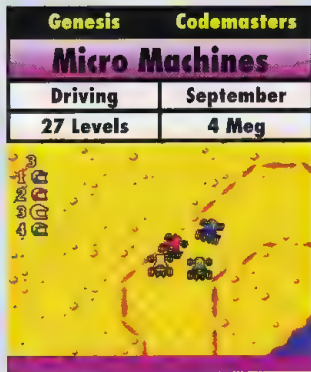 Genesis Codemasters
Micro Machines
Driving September
27 Levels 4 Meg
3
1
2
3
4